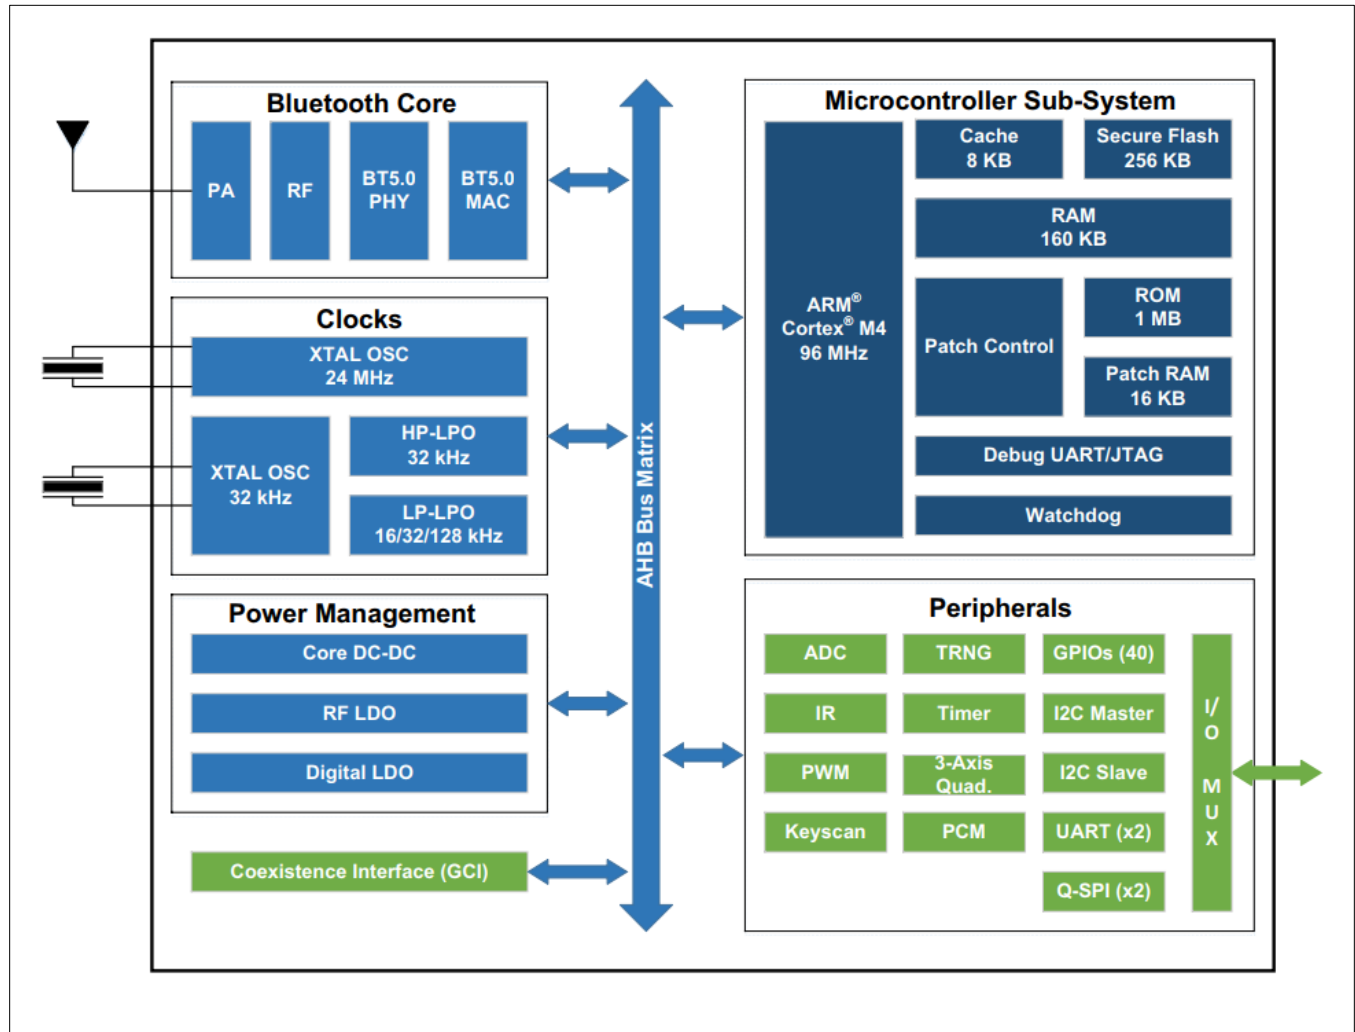 Bluetooth Core
PA
RF
BT5.0
PHY
BT5.0
MAC
Clocks
XTAL OSC
24 MHz
XTAL OSC
32 kHz
HP-LPO
32 kHz
LP-LPO
16/32/128 kHz
Power Management
Core DC-DC
RF LDO
Digital LDO
Coexistence Interface (GCI)
AHB Bus Matrix
Microcontroller Sub-System
ARM®
Cortex® M4
96 MHz
Cache
8 KB
Secure Flash
256 KB
RAM
160 KB
Patch Control
ROM
1 MB
Patch RAM
16 KB
Debug UART/JTAG
Watchdog
Peripherals
ADC
TRNG
GPIOs (40)
IR
Timer
I2C Master
PWM
3-Axis
Quad.
I2C Slave
Keyscan
PCM
UART (x2)
Q-SPI (x2)
I/
O
M
U
X